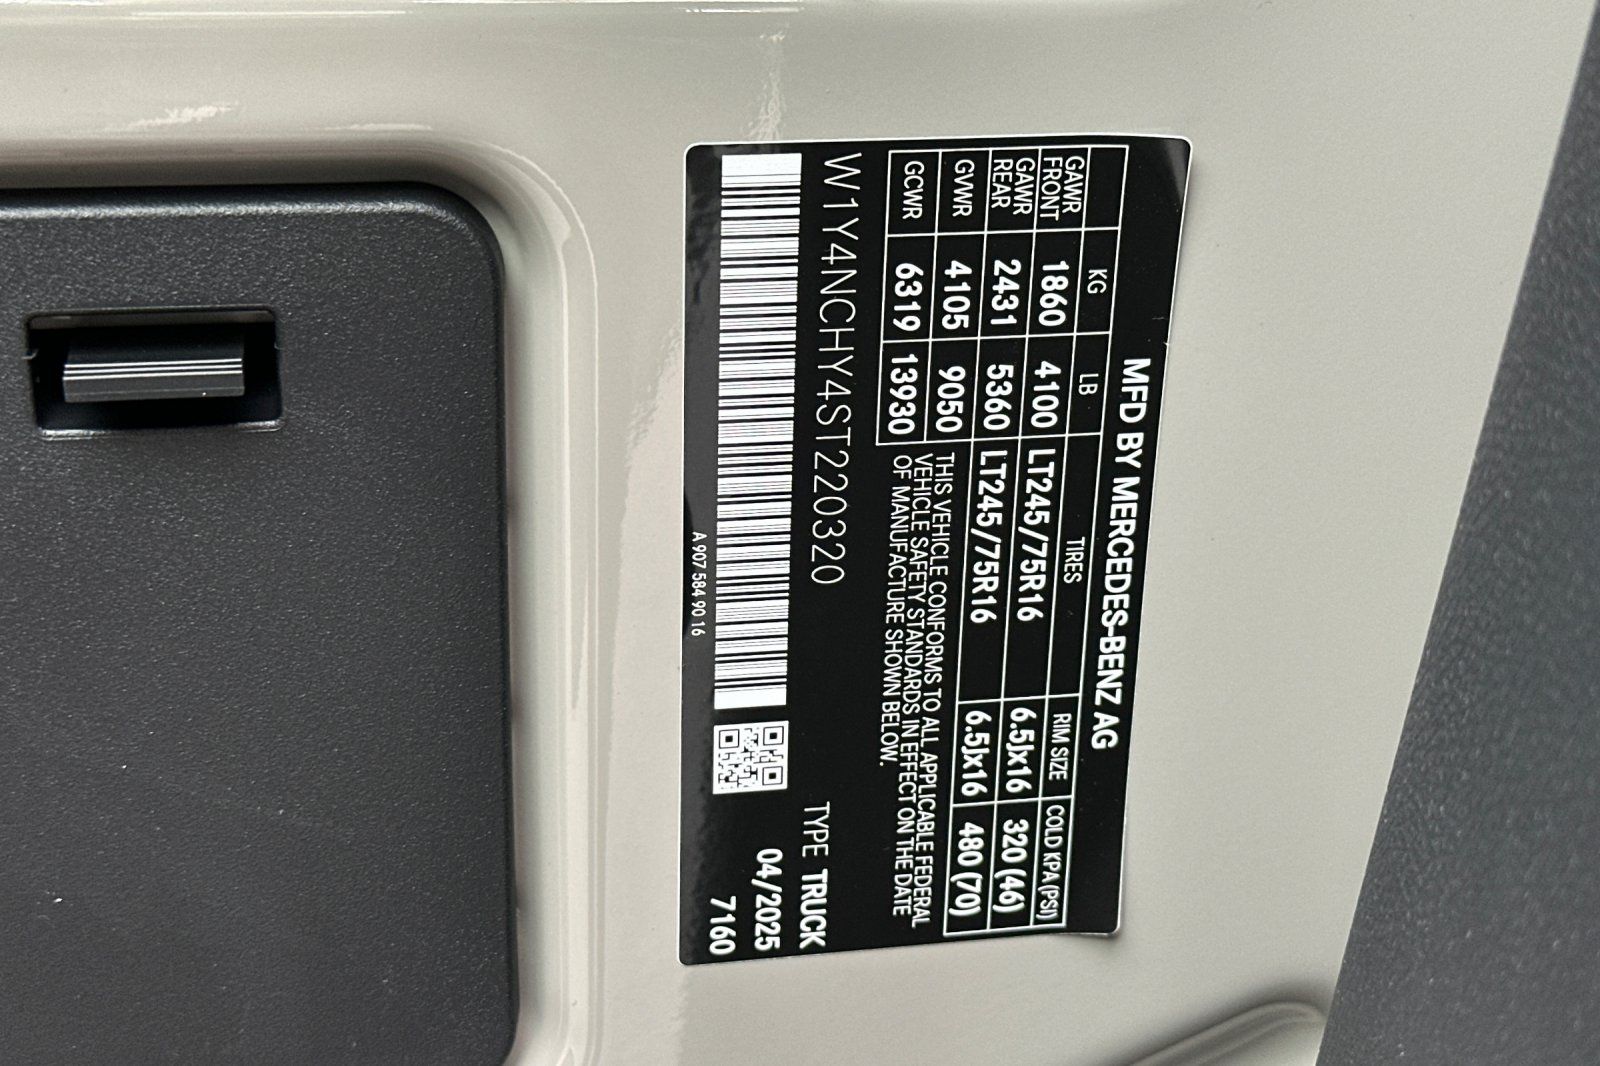 MFD BY MERCEDES-BENZ AG
KG LB TIRES RIM SIZE COLD KPA (PSI)
GAWR FRONT 1860 4100 LT245/75R16 6.5Jx16 320 (46)
GAWR REAR 2431 5360 LT245/75R16 6.5Jx16 480 (70)
GVWR 4105 9050
GCWR 6319 13930
THIS VEHICLE CONFORMS TO ALL APPLICABLE FEDERAL
VEHICLE SAFETY STANDARDS IN EFFECT ON THE DATE
OF MANUFACTURE SHOWN BELOW.
W1Y4NCHY4ST220320
TYPE TRUCK
04/2025
7160
A 907 584 90 16